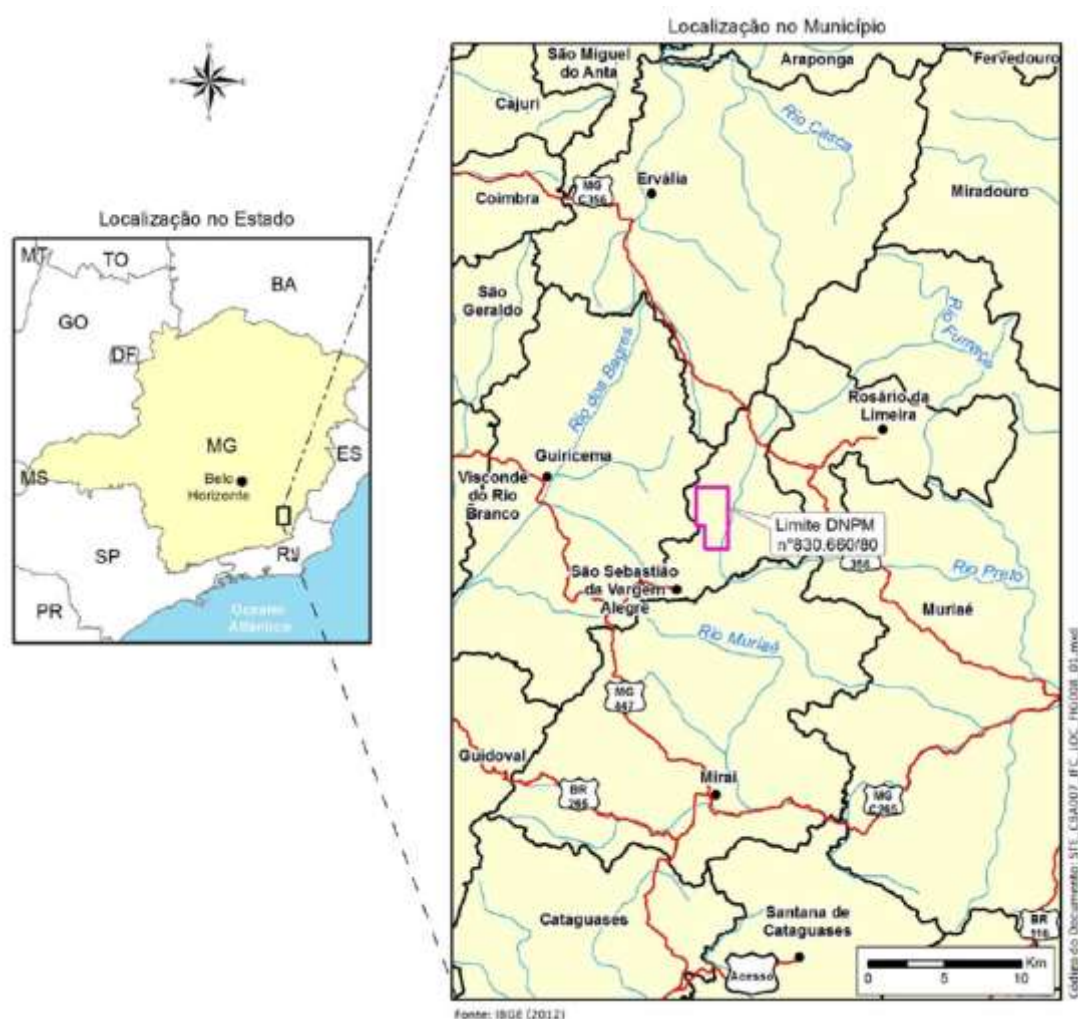 Localização no Estado
MT
TO
BA
GO
DF
MG
Belo
Horizonte
ES
MS
SP
RJ
PR
Oceano
Atlântico
Localização no Município
São Miguel
do Anta
Araponga
Fervedouro
Cajuri
Rio Casca
Coimbra
MG
C356
Ervália
Miradouro
São
Geraldo
Rio dos Bagres
Rio Fumaça
Rosário da
Limeira
Guiricema
Visconde
do Rio
Branco
Limite DNPM
n°830.660/80
356
São Sebastião
da Vargem
Alegre
Rio Preto
Muriaé
Rio Muriaé
MG
447
Guidoval
BR
265
Mirai
MG
C265
Cataguases
Santana de
Cataguases
BR
116
Acesso
Km
0 5 10
Fonte: IBGE (2012)